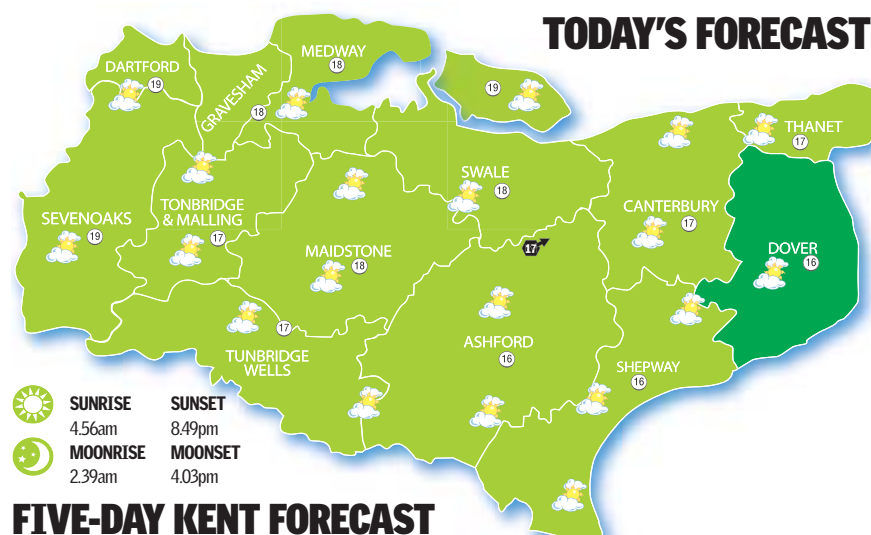 TODAY'S FORECAST
MEDWAY
18
DARTFORD
19
GRAVESHAM
18
19
THANET
17
SWALE
18
SEVENOAKS
19
TONBRIDGE
& MALLING
17
CANTERBURY
17
MAIDSTONE
18
17
DOVER
16
17
TUNBRIDGE
WELLS
ASHFORD
16
SHEPWAY
16
SUNRISE SUNSET
4.56am 8.49pm
MOONRISE MOONSET
2.39am 4.03pm
FIVE-DAY KENT FORECAST